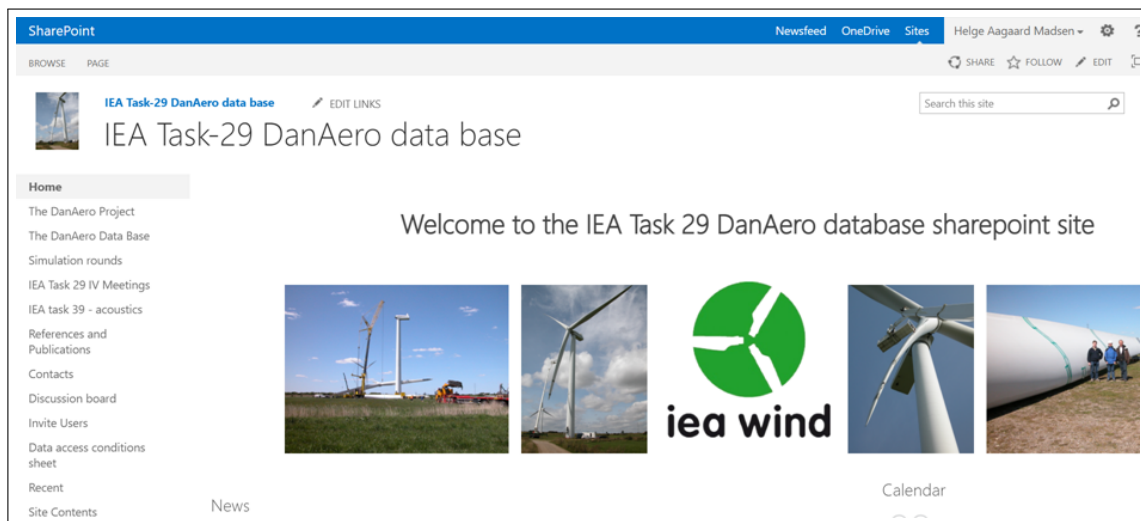 SharePoint
Newsfeed OneDrive Sites Helge Aagaard Madsen ?
BROWSE PAGE
SHARE FOLLOW EDIT
IEA Task-29 DanAero data base EDIT LINKS
Search this site
IEA Task-29 DanAero data base
Home
The DanAero Project
The DanAero Data Base
Simulation rounds
IEA Task 29 IV Meetings
IEA task 39 - acoustics
References and
Publications
Contacts
Discussion board
Invite Users
Data access conditions
sheet
Recent
Site Contents
Welcome to the IEA Task 29 DanAero database sharepoint site
iea wind
News
Calendar